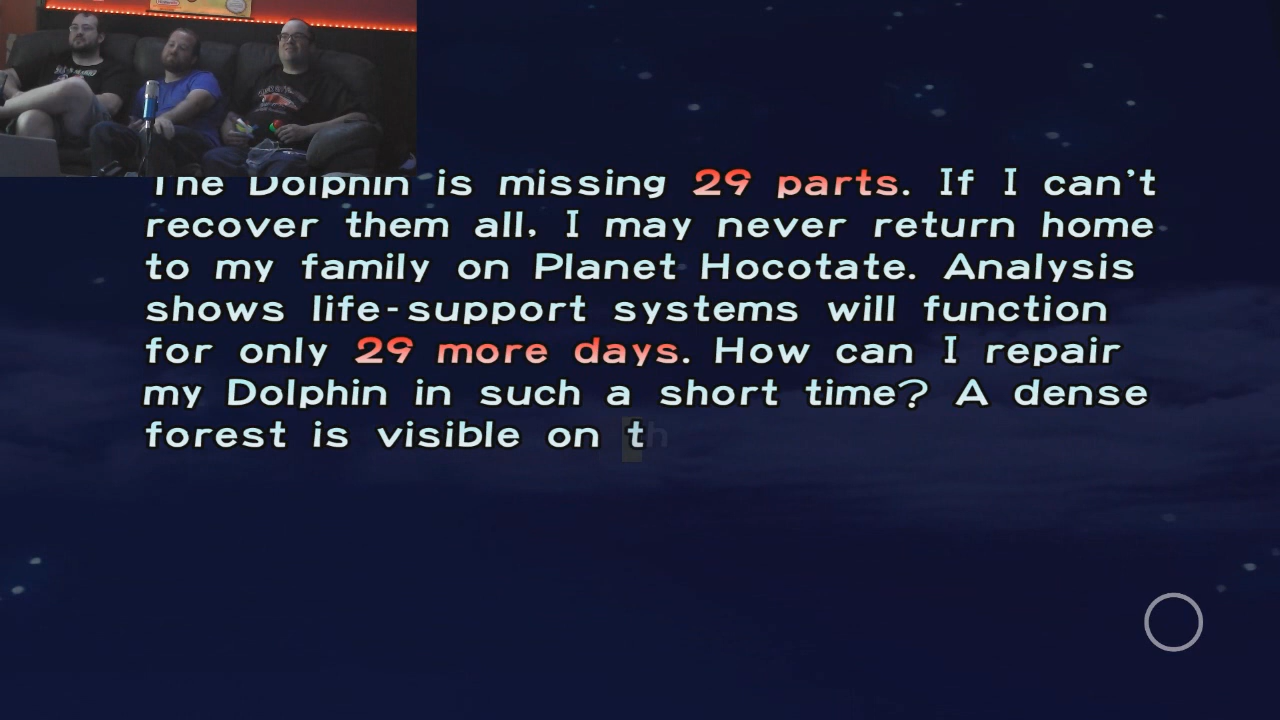 The Dolphin is missing 29 parts. If I can't
recover them all, I may never return home
to my family on Planet Hocotate. Analysis
shows life-support systems will function
for only 29 more days. How can I repair
my Dolphin in such a short time? A dense
forest is visible on th